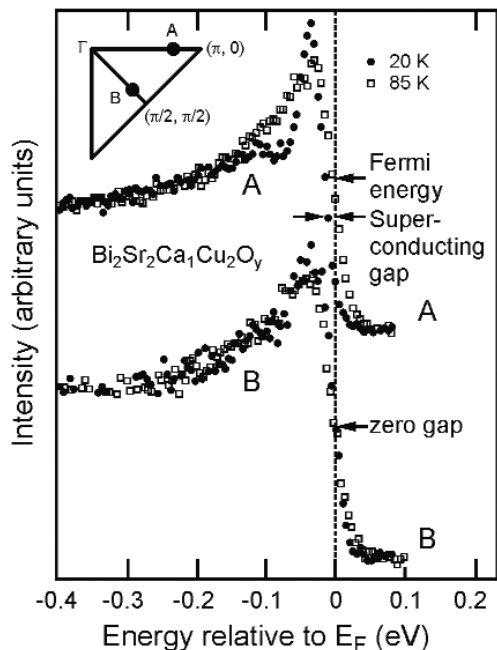 A
Γ
(π, 0)
B
(π/2, π/2)
20 K
85 K
A
Fermi
energy
Super-
conducting
gap
Bi2Sr2Ca1Cu2Oy
A
B
zero gap
B
Intensity (arbitrary units)
-0.4 -0.3 -0.2 -0.1 0.0 0.1
Energy relative to EF (eV)